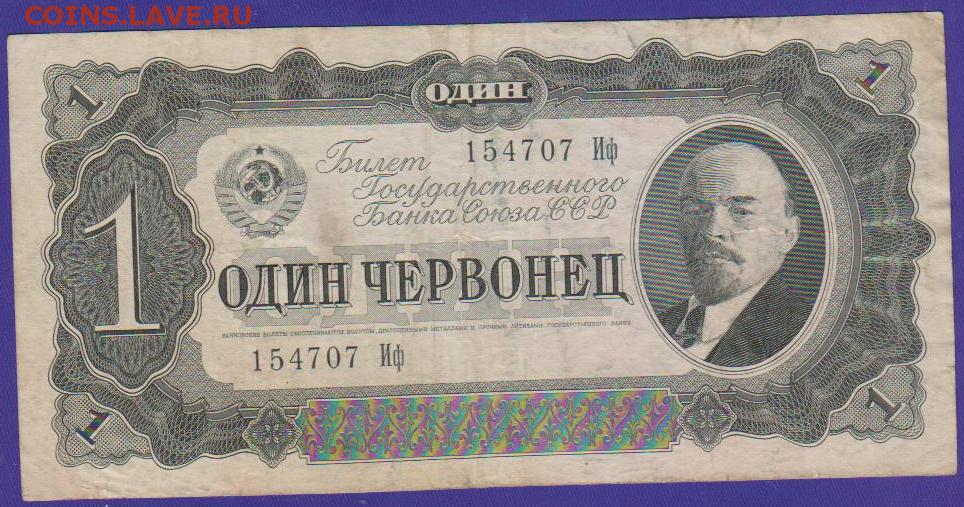 COINS.LAVE.RU
1
ОДИН
1
Билет 154707 Иф
Государственного
Банка Союза ССР
1
ОДИН
ОДИН ЧЕРВОНЕЦ
БАНКОВСКИЕ БИЛЕТЫ ОБЕСПЕЧИВАЮТСЯ ЗОЛОТОМ, ДРАГОЦЕННЫМИ МЕТАЛЛАМИ И ПРОЧИМИ АКТИВАМИ ГОСУДАРСТВЕННОГО БАНКА
154707 Иф
1
1